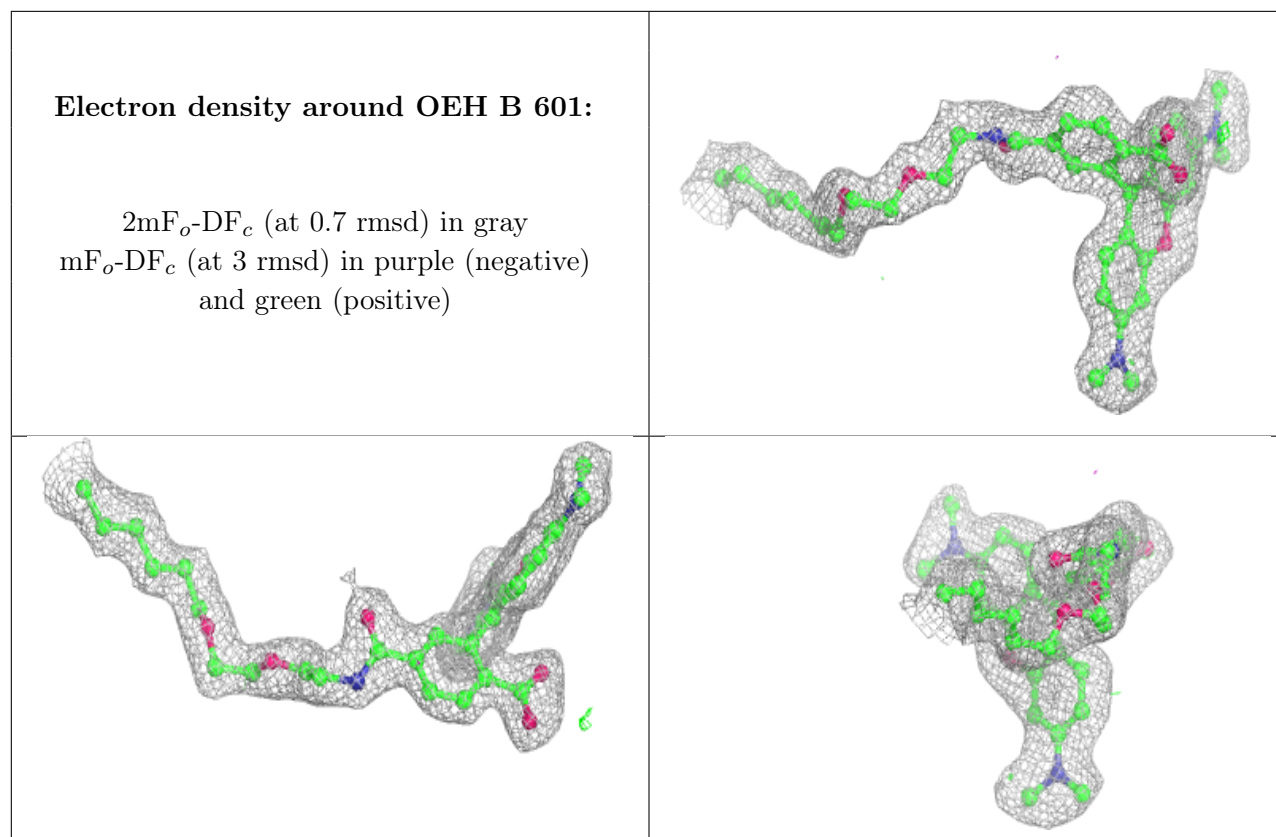 Electron density around OEH B 601:
2mFo-DFc (at 0.7 rmsd) in gray
mFo-DFc (at 3 rmsd) in purple (negative)
and green (positive)